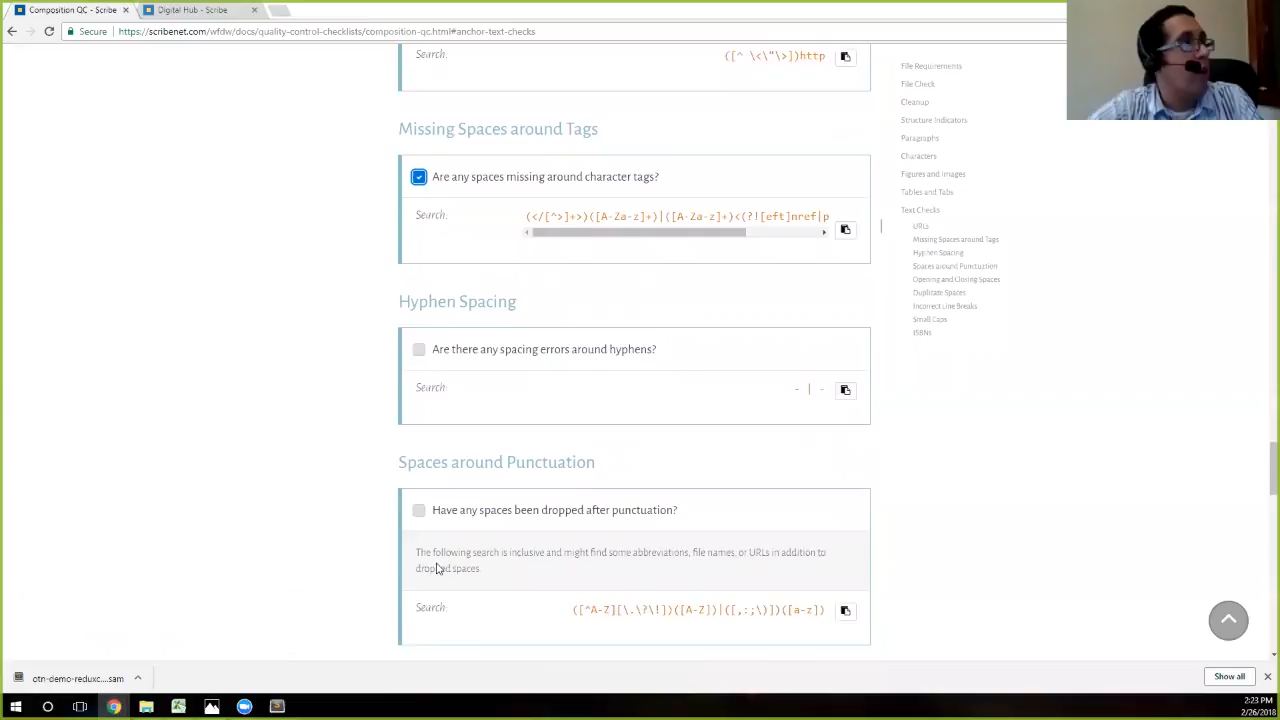 Composition QC - Scribe
Digital Hub - Scribe
Secure
https://scribenet.com/wfdw/docs/quality-control-checklists/composition-qc.html#anchor-text-checks
Search:
([^ \<\"\>])http
Missing Spaces around Tags
Are any spaces missing around character tags?
Search:
(</[^>]+>)([A-Za-z]+)|([A-Za-z]+)<(?![eft]nref|p
Hyphen Spacing
Are there any spacing errors around hyphens?
Search:
- | -
Spaces around Punctuation
Have any spaces been dropped after punctuation?
The following search is inclusive and might find some abbreviations, file names, or URLs in addition to
dropped spaces.
Search:
([^A-Z][\.\?\!])([A-Z])|([,:;\)])([a-z])
File Requirements
File Check
Cleanup
Structure Indicators
Paragraphs
Characters
Figures and Images
Tables and Tabs
Text Checks
URLs
Missing Spaces around Tags
Hyphen Spacing
Spaces around Punctuation
Opening and Closing Spaces
Duplicate Spaces
Incorrect Line Breaks
Small Caps
ISBNs
otn-demo-reduxc....sam
Show all
2:23 PM
2/26/2018